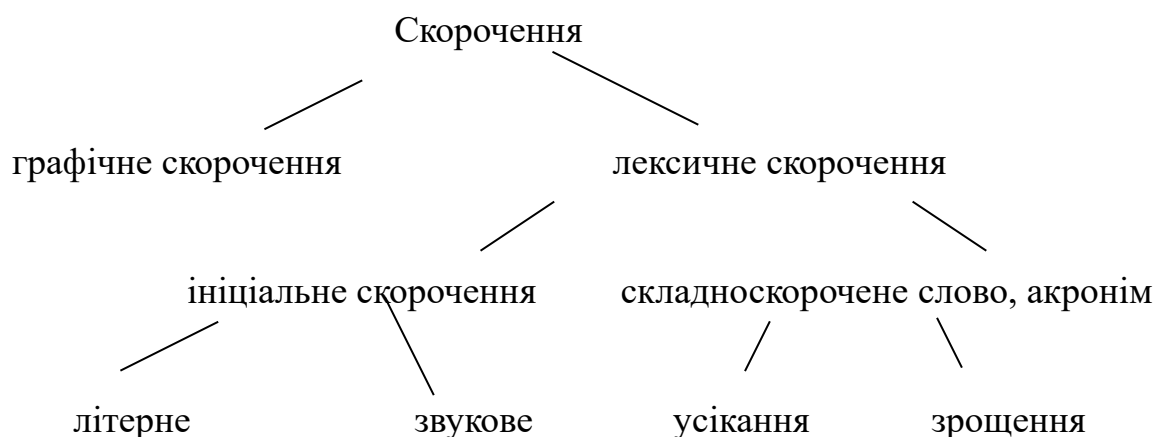 Скорочення
графічне скорочення лексичне скорочення
ініціальне скорочення складноскорочене слово, акронім
літерне звукове усікання зрощення